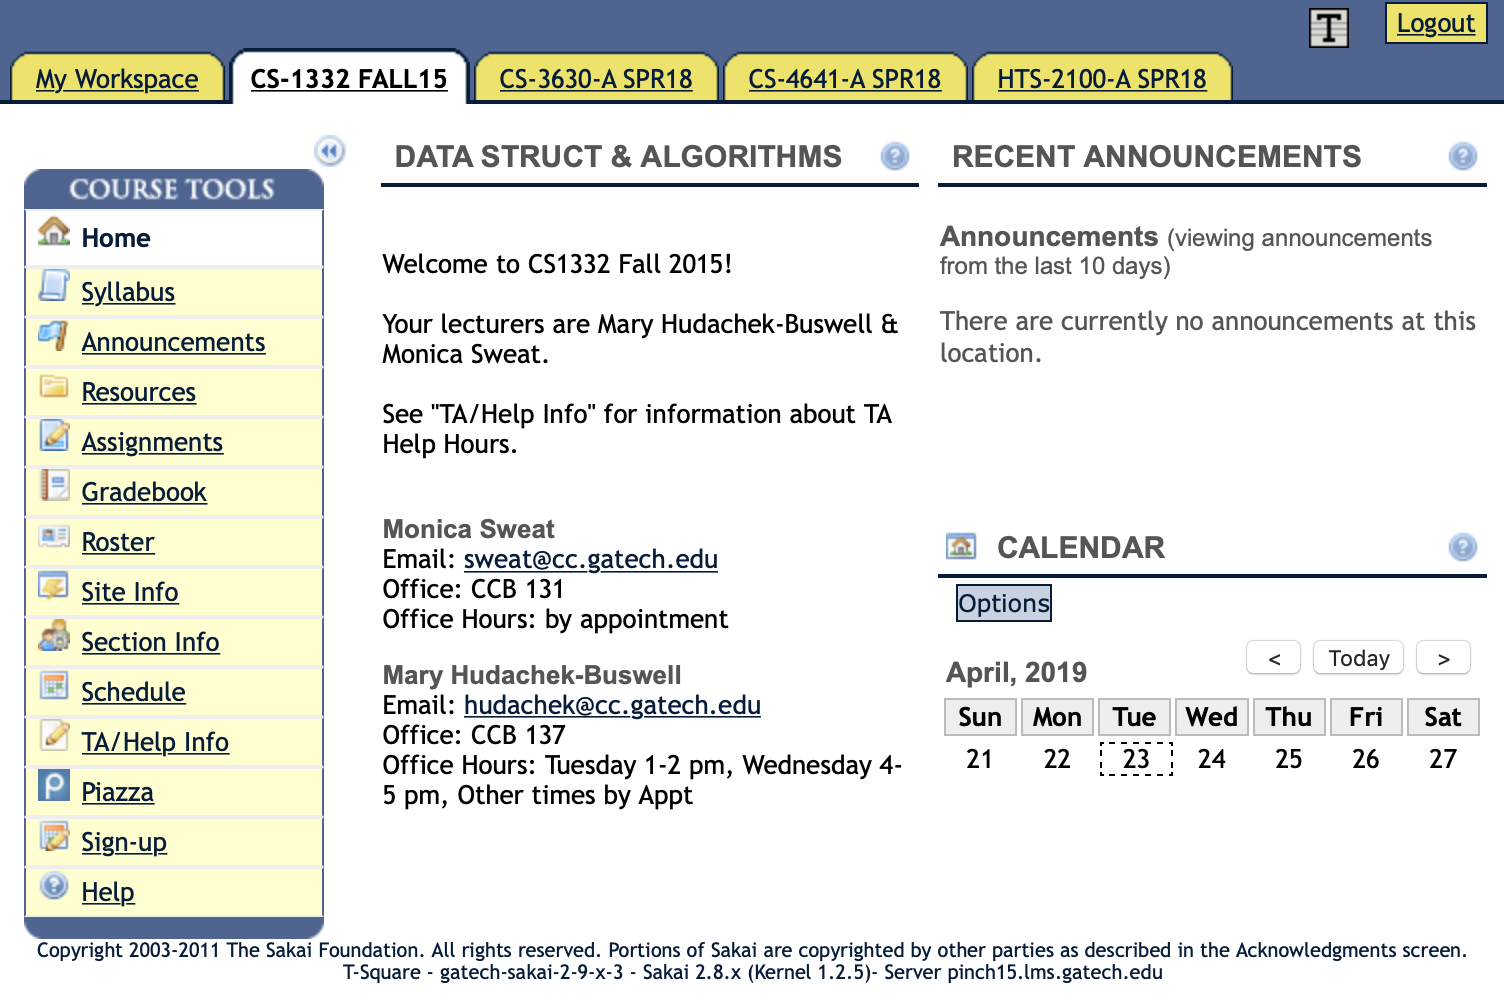 T
Logout
My Workspace
CS-1332 FALL15
CS-3630-A SPR18
CS-4641-A SPR18
HTS-2100-A SPR18
COURSE TOOLS
Home
Syllabus
Announcements
Resources
Assignments
Gradebook
Roster
Site Info
Section Info
Schedule
TA/Help Info
P
Piazza
Sign-up
?
Help
DATA STRUCT & ALGORITHMS
?
Welcome to CS1332 Fall 2015!
Your lecturers are Mary Hudachek-Buswell &
Monica Sweat.
See "TA/Help Info" for information about TA
Help Hours.
Monica Sweat
Email: sweat@cc.gatech.edu
Office: CCB 131
Office Hours: by appointment
Mary Hudachek-Buswell
Email: hudachek@cc.gatech.edu
Office: CCB 137
Office Hours: Tuesday 1-2 pm, Wednesday 4-
5 pm, Other times by Appt
RECENT ANNOUNCEMENTS
?
Announcements (viewing announcements
from the last 10 days)
There are currently no announcements at this
location.
CALENDAR
?
Options
April, 2019
< Today >
Sun Mon Tue Wed Thu Fri Sat
21 22 23 24 25 26 27
Copyright 2003-2011 The Sakai Foundation. All rights reserved. Portions of Sakai are copyrighted by other parties as described in the Acknowledgments screen.
T-Square - gatech-sakai-2-9-x-3 - Sakai 2.8.x (Kernel 1.2.5)- Server pinch15.lms.gatech.edu